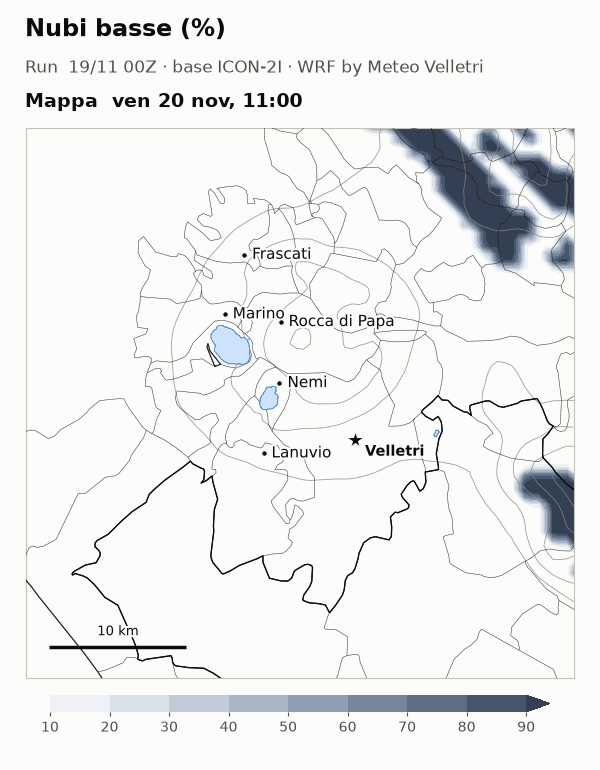 Nubi basse (%)
Run  19/11 00Z · base ICON-2I · WRF by Meteo Velletri
Mappa  ven 20 nov, 11:00
Frascati
Marino
Rocca di Papa
Nemi
Velletri
Lanuvio
10 km
10 20 30 40 50 60 70 80 90